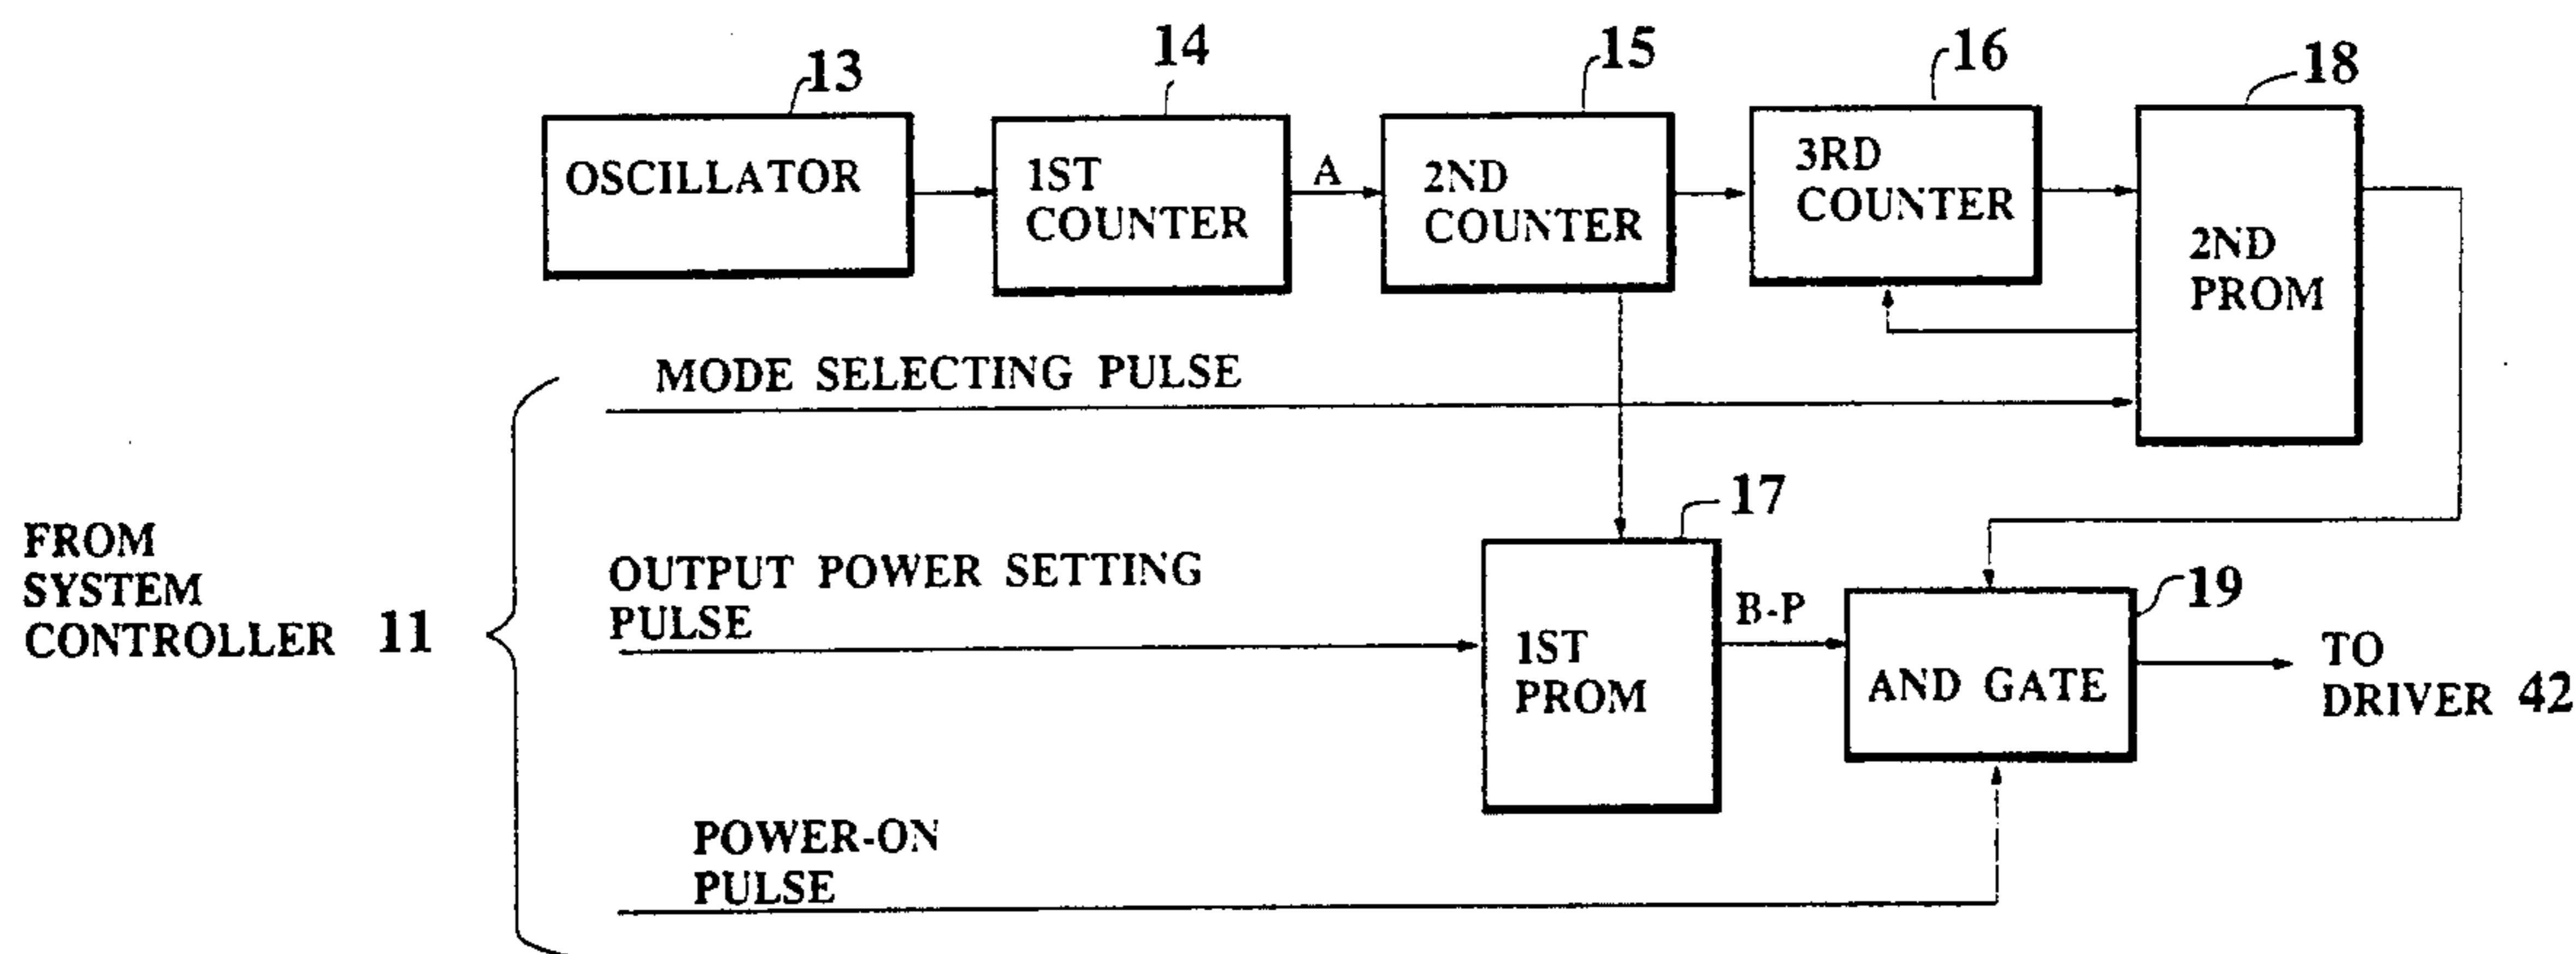 13
14
15
16
18
OSCILLATOR
1ST
COUNTER
A
2ND
COUNTER
3RD
COUNTER
2ND
PROM
MODE SELECTING PULSE
FROM
SYSTEM
CONTROLLER 11
OUTPUT POWER SETTING
PULSE
17
1ST
PROM
B-P
19
AND GATE
TO
DRIVER 42
POWER-ON
PULSE